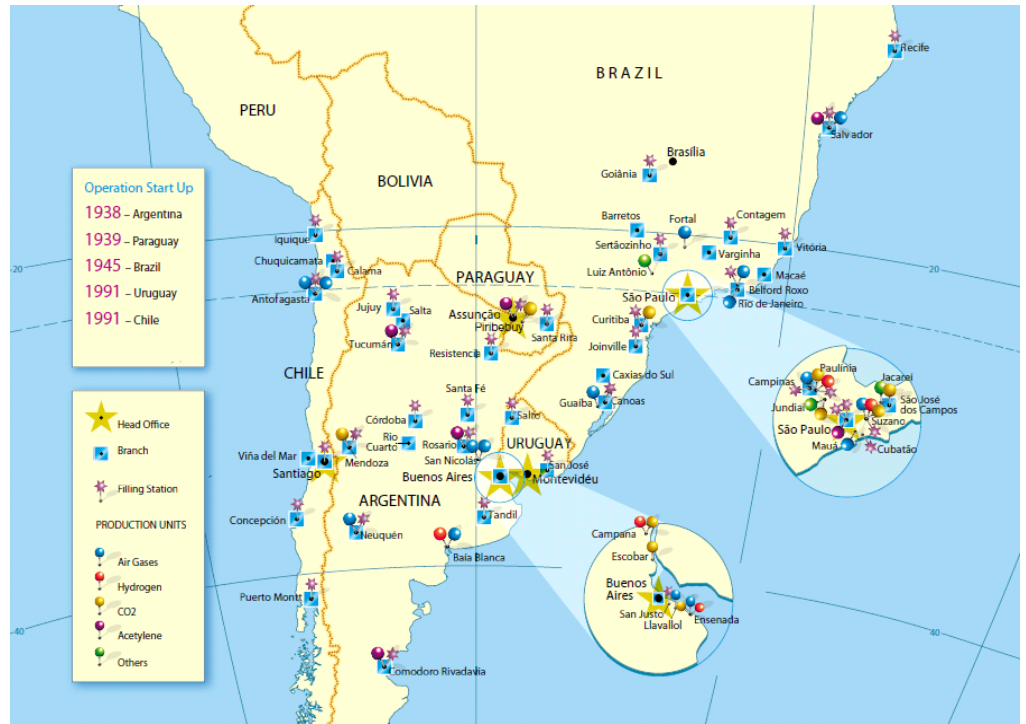 BRAZIL
Recife
PERU
Salvador
Brasília
Goiânia
BOLIVIA
Operation Start Up
1938 – Argentina
1939 – Paraguay
1945 – Brazil
1991 – Uruguay
1991 – Chile
Barretos
Fortal
Contagem
Iquique
Sertãozinho
Varginha
Vitória
Chuquicamata
Calama
Luiz Antônio
Macaé
-20
20
PARAGUAY
Belford Roxo
Antofagasta
São Paulo
Rio de Janeiro
Jujuy
Salta
Assunção
Piribebuy
Curitiba
Santa Rita
Tucumán
Resistencia
Joinville
CHILE
Caxias do Sul
Santa Fé
Guaíba
Canoas
Córdoba
Salto
Rio
Cuarto
Rosario
URUGUAY
Viña del Mar
Mendoza
San Nicolás
San José
Santiago
Buenos Aires
Montevidéu
ARGENTINA
Concepción
Tandil
Neuquén
Baía Blanca
Puerto Montt
-40
40
Comodoro Rivadavia
Head Office
Branch
Filling Station
PRODUCTION UNITS
Air Gases
Hydrogen
CO2
Acetylene
Others
Paulínia
Jacareí
Campinas
Jundiaí
São José
dos Campos
Suzano
São Paulo
Mauá
Cubatão
Campana
Escobar
Buenos
Aires
San Justo
Llavallol
Ensenada